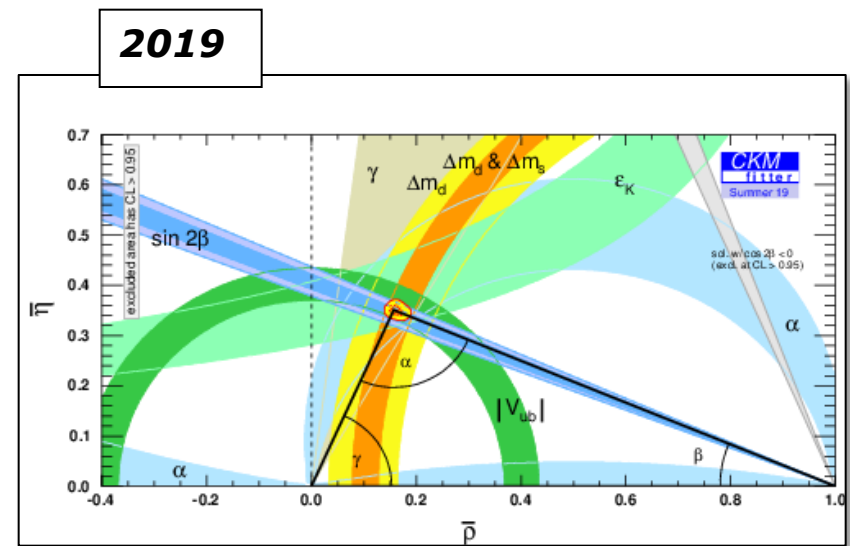 2019
0.7
0.6
0.5
0.4
0.3
0.2
0.1
0.0
-0.4
-0.2
0.0
0.2
0.4
0.6
0.8
1.0
η̅
ρ̅
excluded area has CL > 0.95
sin 2β
γ
Δm_d
Δm_d & Δm_s
ε_K
CKM
fitter
Summer 19
sol. w/ cos 2β < 0
(excl. at CL > 0.95)
α
α
|V_ub|
β
γ
α